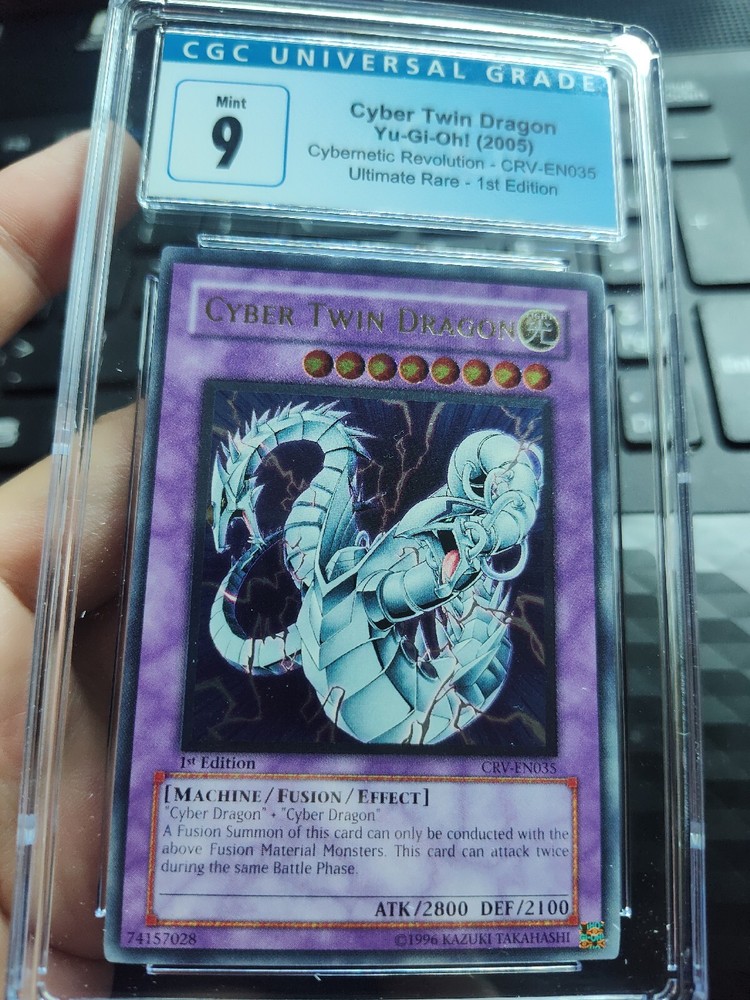 CGC UNIVERSAL GRADE
Mint
9
Cyber Twin Dragon
Yu-Gi-Oh! (2005)
Cybernetic Revolution - CRV-EN035
Ultimate Rare - 1st Edition
CYBER TWIN DRAGON
LIGHT
光
1st Edition
CRV-EN035
[MACHINE/FUSION/EFFECT]
"Cyber Dragon" + "Cyber Dragon"
A Fusion Summon of this card can only be conducted with the
above Fusion Material Monsters. This card can attack twice
during the same Battle Phase.
ATK/2800 DEF/2100
74157028
©1996 KAZUKI TAKAHASHI